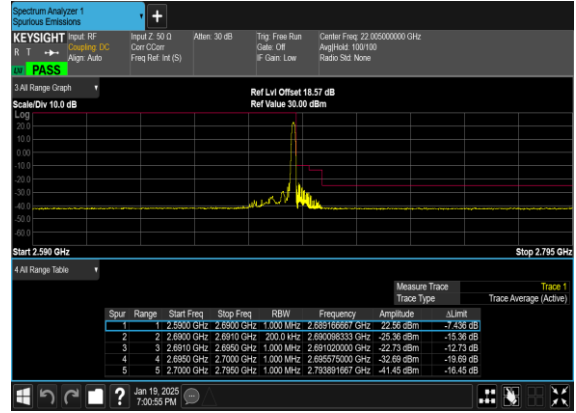 Spectrum Analyzer 1
Spurious Emissions
+
KEYSIGHT Input: RF Input Z: 50 Ω Atten: 30 dB Trig: Free Run Center Freq: 22.005000000 GHz
R T Coupling: DC Corr CCorr Gate: Off Avg|Hold: 100/100
Align: Auto Freq Ref: Int (S) IF Gain: Low Radio Std: None
PASS
3 All Range Graph
Ref Lvl Offset 18.57 dB
Scale/Div 10.0 dB Ref Value 30.00 dBm
Log
20.0
10.0
0.00
-10.0
-20.0
-30.0
-40.0
-50.0
-60.0
Start 2.590 GHz Stop 2.795 GHz
4 All Range Table
Measure Trace Trace 1
Trace Type Trace Average (Active)
Spur Range Start Freq Stop Freq RBW Frequency Amplitude ΔLimit
1 1 2.5900 GHz 2.6900 GHz 1.000 MHz 2.689166667 GHz 22.56 dBm -7.436 dB
2 2 2.6900 GHz 2.6910 GHz 200.0 kHz 2.690098333 GHz -25.36 dBm -15.36 dB
3 3 2.6910 GHz 2.6950 GHz 1.000 MHz 2.691020000 GHz -22.73 dBm -12.73 dB
4 4 2.6950 GHz 2.7000 GHz 1.000 MHz 2.695575000 GHz -32.69 dBm -19.69 dB
5 5 2.7000 GHz 2.7950 GHz 1.000 MHz 2.793891667 GHz -41.45 dBm -16.45 dB
?
Jan 19, 2025
7:00:55 PM